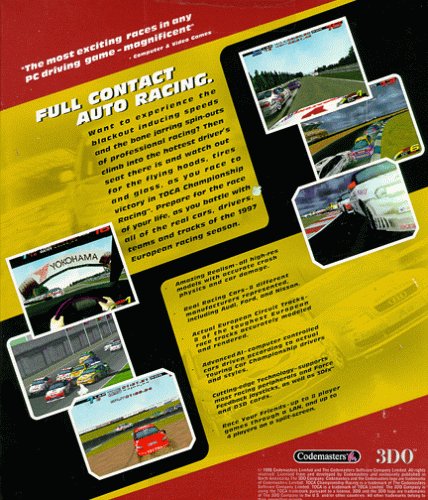 "The most exciting races in any
PC driving game - magnificent"
- Computer & Video Games
FULL CONTACT
AUTO RACING.
Want to experience the
blackout inducing speeds
and the bone jarring spin-outs
of professional racing? Then
climb into the hottest driver's
seat there is and watch out
for the flying hoods, tires
and glass, as you race to
victory in TOCA Championship
Racing™. Prepare for the race
of your life, as you battle with
all of the real cars, drivers,
teams and tracks of the 1997
European racing season.
YOKOHAMA
Amazing Realism-all high-res
models with accurate crash
physics and car damage.
Real Racing Cars-8 different
manufacturers represented,
including Audi, Ford, and Nissan.
Actual European Circuit Tracks-
8 of the toughest European
race tracks accurately modeled
and rendered.
Advanced AI-computer controlled
cars driven according to actual
Touring Car Championship drivers
and styles.
Cutting-edge Technology-supports
most racing peripherals and Force
Feedback joysticks, as well as 3Dfx
and D3D cards.
Race Your Friends-up to 8 player
games through a LAN, and up to
4 players on a split-screen.
Codemasters
3DO